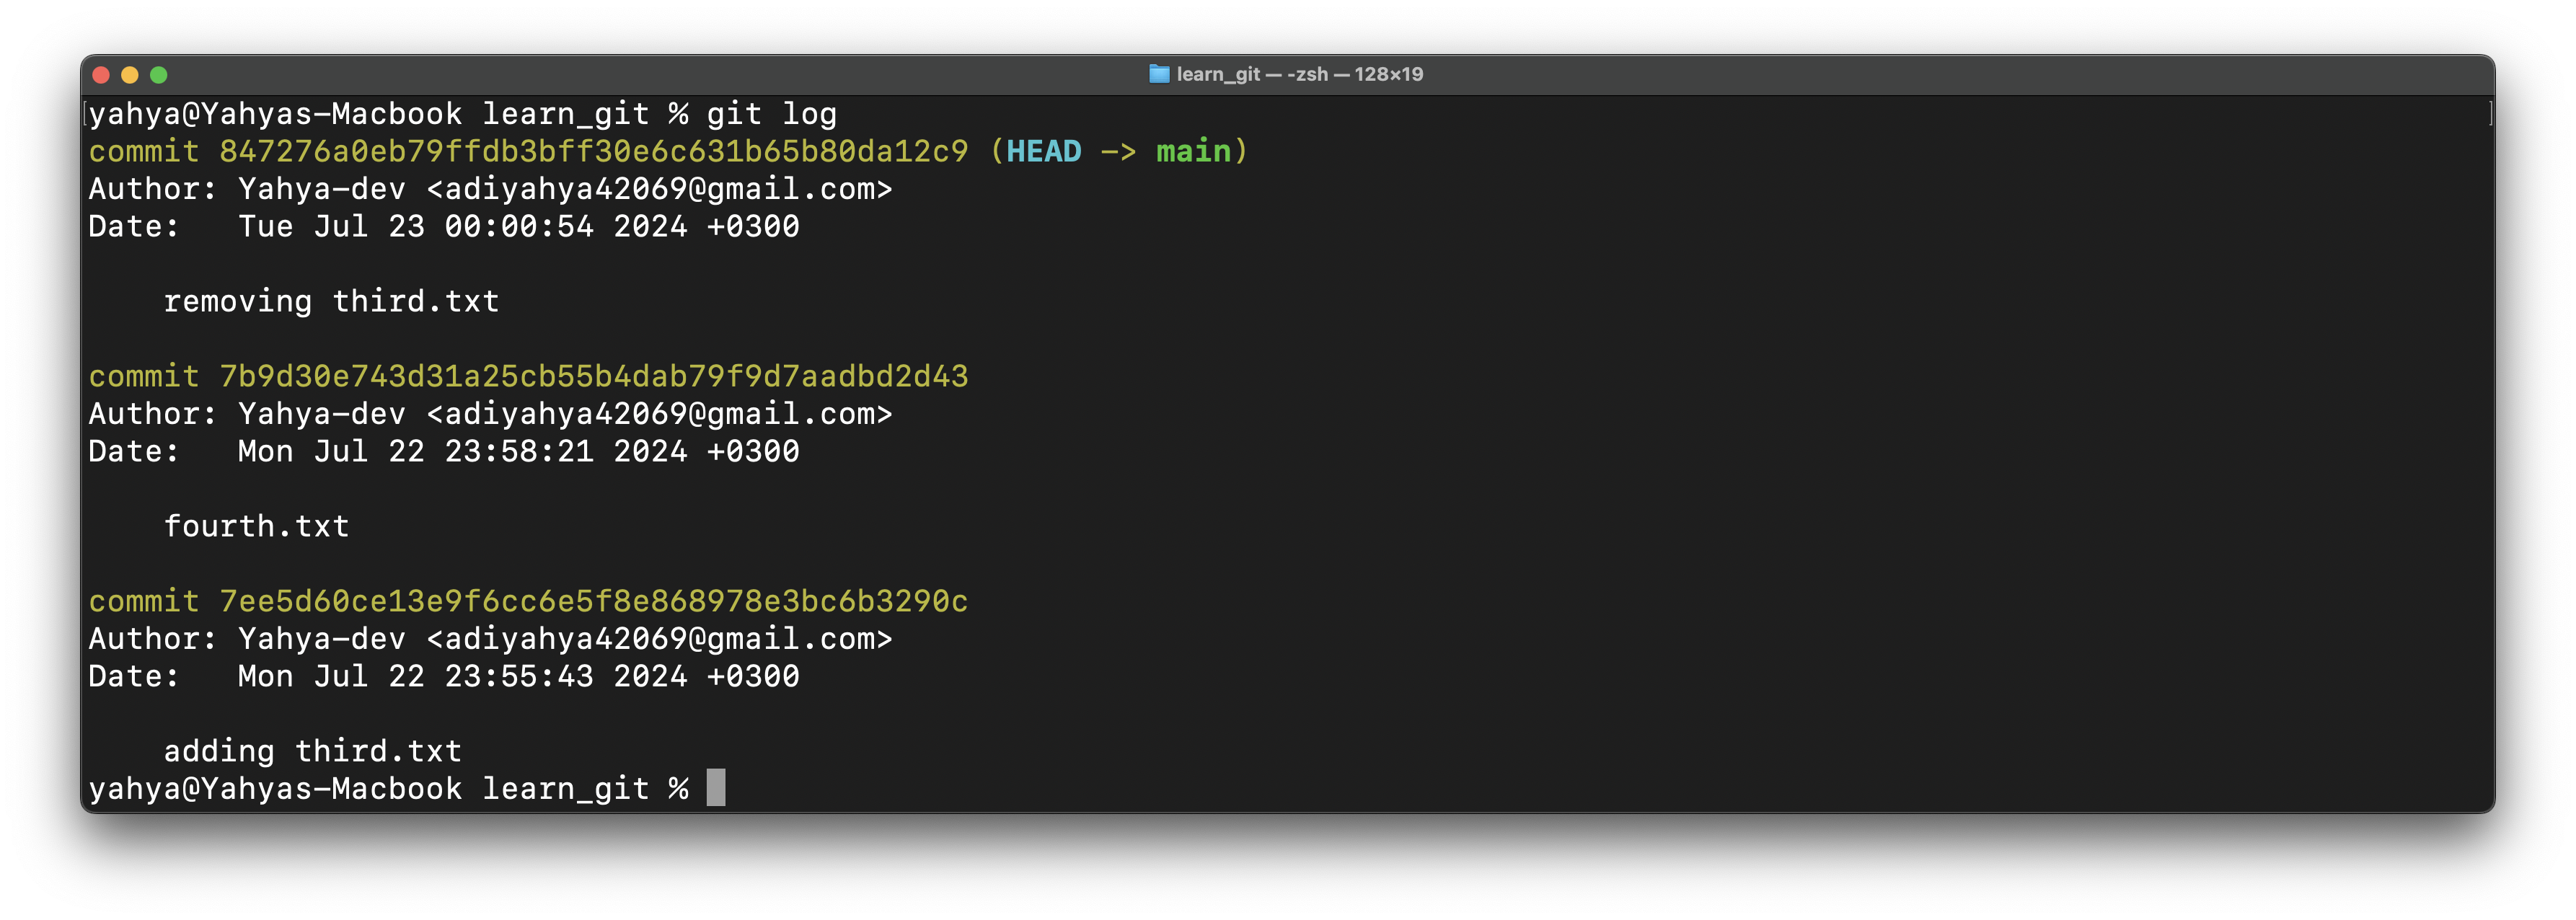 learn_git — -zsh — 128×19
yahya@Yahyas-Macbook learn_git % git log
commit 847276a0eb79ffdb3bff30e6c631b65b80da12c9 (HEAD -> main)
Author: Yahya-dev <adiyahya42069@gmail.com>
Date:   Tue Jul 23 00:00:54 2024 +0300
    removing third.txt
commit 7b9d30e743d31a25cb55b4dab79f9d7aadbd2d43
Author: Yahya-dev <adiyahya42069@gmail.com>
Date:   Mon Jul 22 23:58:21 2024 +0300
    fourth.txt
commit 7ee5d60ce13e9f6cc6e5f8e868978e3bc6b3290c
Author: Yahya-dev <adiyahya42069@gmail.com>
Date:   Mon Jul 22 23:55:43 2024 +0300
    adding third.txt
yahya@Yahyas-Macbook learn_git %